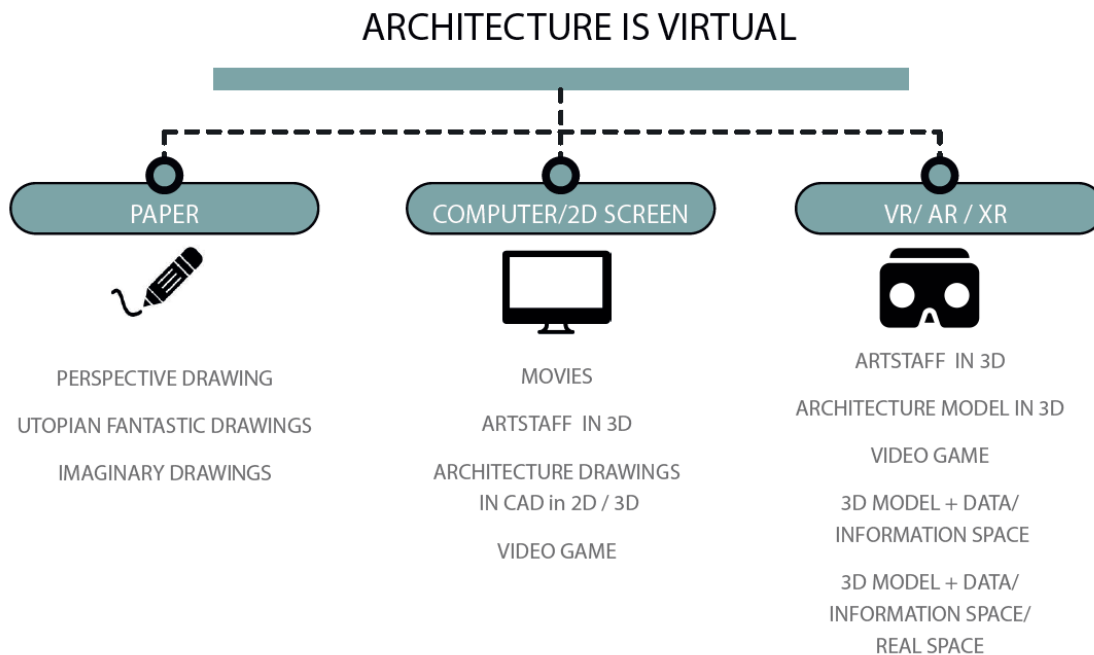 ARCHITECTURE IS VIRTUAL
PAPER
PERSPECTIVE DRAWING
UTOPIAN FANTASTIC DRAWINGS
IMAGINARY DRAWINGS
COMPUTER/2D SCREEN
MOVIES
ARTSTAFF IN 3D
ARCHITECTURE DRAWINGS
IN CAD in 2D / 3D
VIDEO GAME
VR/ AR / XR
ARTSTAFF IN 3D
ARCHITECTURE MODEL IN 3D
VIDEO GAME
3D MODEL + DATA/
INFORMATION SPACE
3D MODEL + DATA/
INFORMATION SPACE/
REAL SPACE